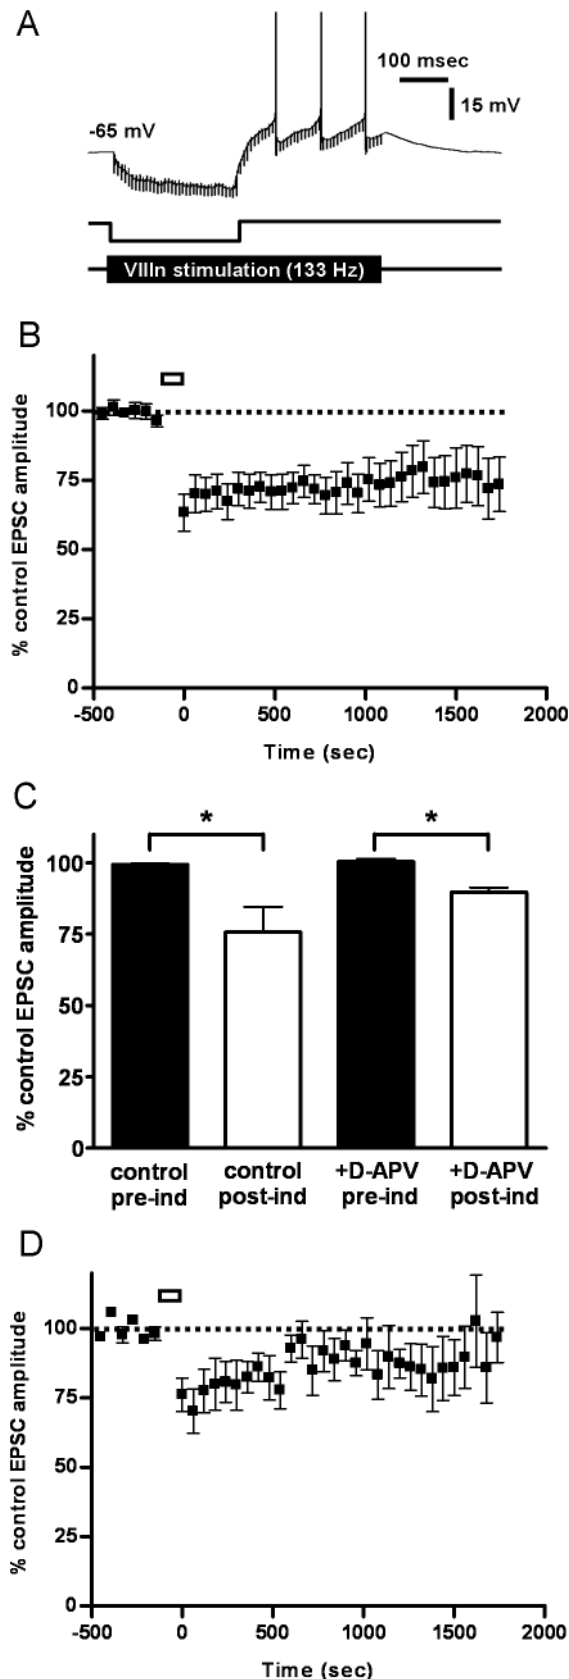 A
100 msec
15 mV
-65 mV
VIIIn stimulation (133 Hz)
B
% control EPSC amplitude
100
75
50
25
0
-500 0 500 1000 1500 2000
Time (sec)
C
* *
% control EPSC amplitude
100
75
50
25
0
control control +D-APV +D-APV
pre-ind post-ind pre-ind post-ind
D
% control EPSC amplitude
100
75
50
25
0
-500 0 500 1000 1500 2000
Time (sec)